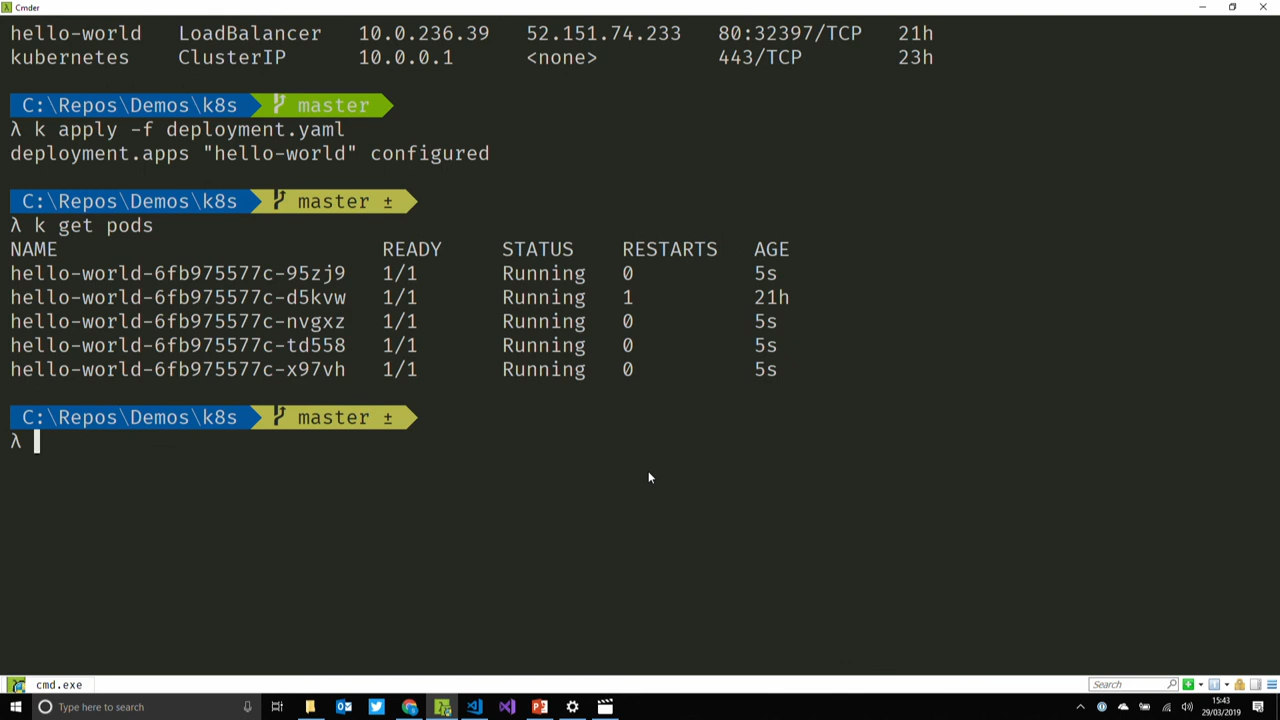 Cmder
hello-world LoadBalancer 10.0.236.39 52.151.74.233 80:32397/TCP 21h
kubernetes ClusterIP 10.0.0.1 <none> 443/TCP 23h
C:\Repos\Demos\k8s master
λ k apply -f deployment.yaml
deployment.apps "hello-world" configured
C:\Repos\Demos\k8s master ±
λ k get pods
NAME READY STATUS RESTARTS AGE
hello-world-6fb975577c-95zj9 1/1 Running 0 5s
hello-world-6fb975577c-d5kvw 1/1 Running 1 21h
hello-world-6fb975577c-nvgxz 1/1 Running 0 5s
hello-world-6fb975577c-td558 1/1 Running 0 5s
hello-world-6fb975577c-x97vh 1/1 Running 0 5s
C:\Repos\Demos\k8s master ±
λ
cmd.exe Search
Type here to search 15:43
29/03/2019